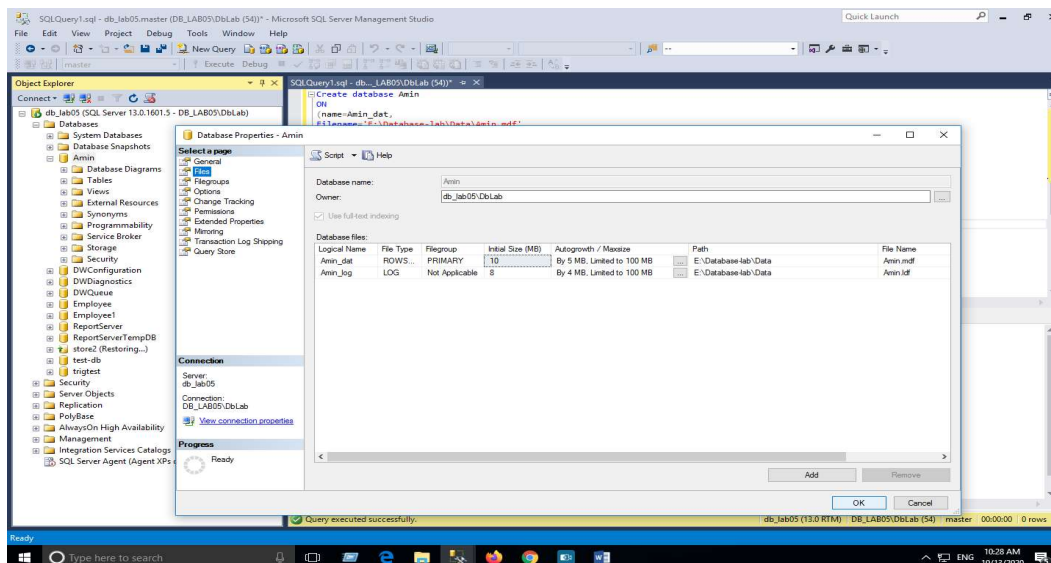 SQLQuery1.sql - db_lab05.master (DB_LAB05\DbLab (54))* - Microsoft SQL Server Management Studio
Quick Launch
File Edit View Project Debug Tools Window Help
New Query
master Execute Debug
Object Explorer
SQLQuery1.sql - db..._LAB05\DbLab (54))*
Connect
Create database Amin
ON
(name=Amin_dat,
Filename='E:\Database-lab\Data\Amin.mdf'
db_lab05 (SQL Server 13.0.1601.5 - DB_LAB05\DbLab)
Databases
System Databases
Database Snapshots
Amin
Database Diagrams
Tables
Views
External Resources
Synonyms
Programmability
Service Broker
Storage
Security
DWConfiguration
DWDiagnostics
DWQueue
Employee
Employee1
ReportServer
ReportServerTempDB
store2 (Restoring...)
test-db
trigtest
Security
Server Objects
Replication
PolyBase
AlwaysOn High Availability
Management
Integration Services Catalogs
SQL Server Agent (Agent XPs
Database Properties - Amin
Select a page
General
Files
Filegroups
Options
Change Tracking
Permissions
Extended Properties
Mirroring
Transaction Log Shipping
Query Store
Connection
Server:
db_lab05
Connection:
DB_LAB05\DbLab
View connection properties
Progress
Ready
Script Help
Database name: Amin
Owner: db_lab05\DbLab ...
Use full-text indexing
Database files:
Logical Name File Type Filegroup Initial Size (MB) Autogrowth / Maxsize Path File Name
Amin_dat ROWS... PRIMARY 10 By 5 MB, Limited to 100 MB ... E:\Database-lab\Data Amin.mdf
Amin_log LOG Not Applicable 8 By 4 MB, Limited to 100 MB ... E:\Database-lab\Data Amin.ldf
Add Remove
OK Cancel
Query executed successfully. db_lab05 (13.0 RTM) DB_LAB05\DbLab (54) master 00:00:00 0 rows
Ready
Type here to search
ENG
10:28 AM
10/13/2020